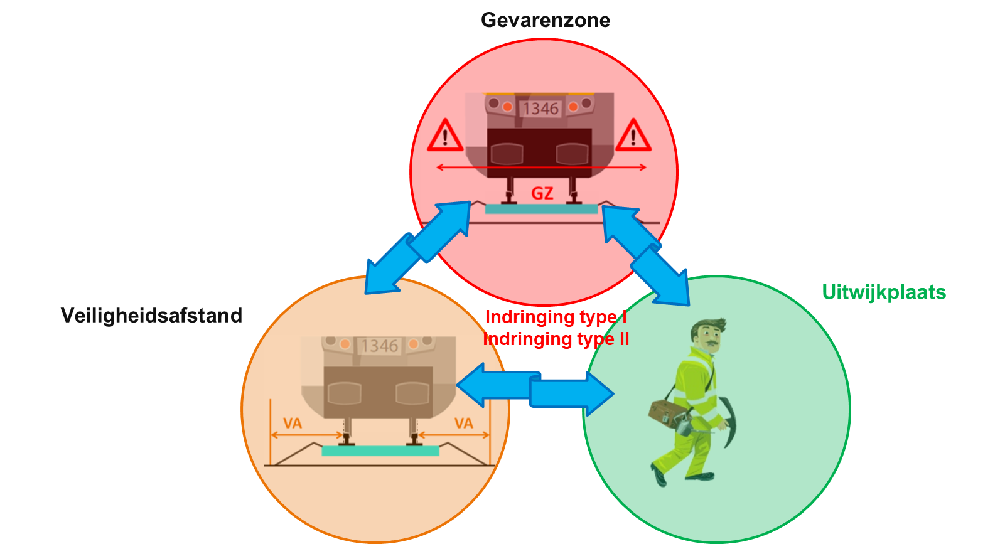 Gevarenzone
1346
GZ
Uitwijkplaats
Veiligheidsafstand
Indringing type I
Indringing type II
1346
VA
VA